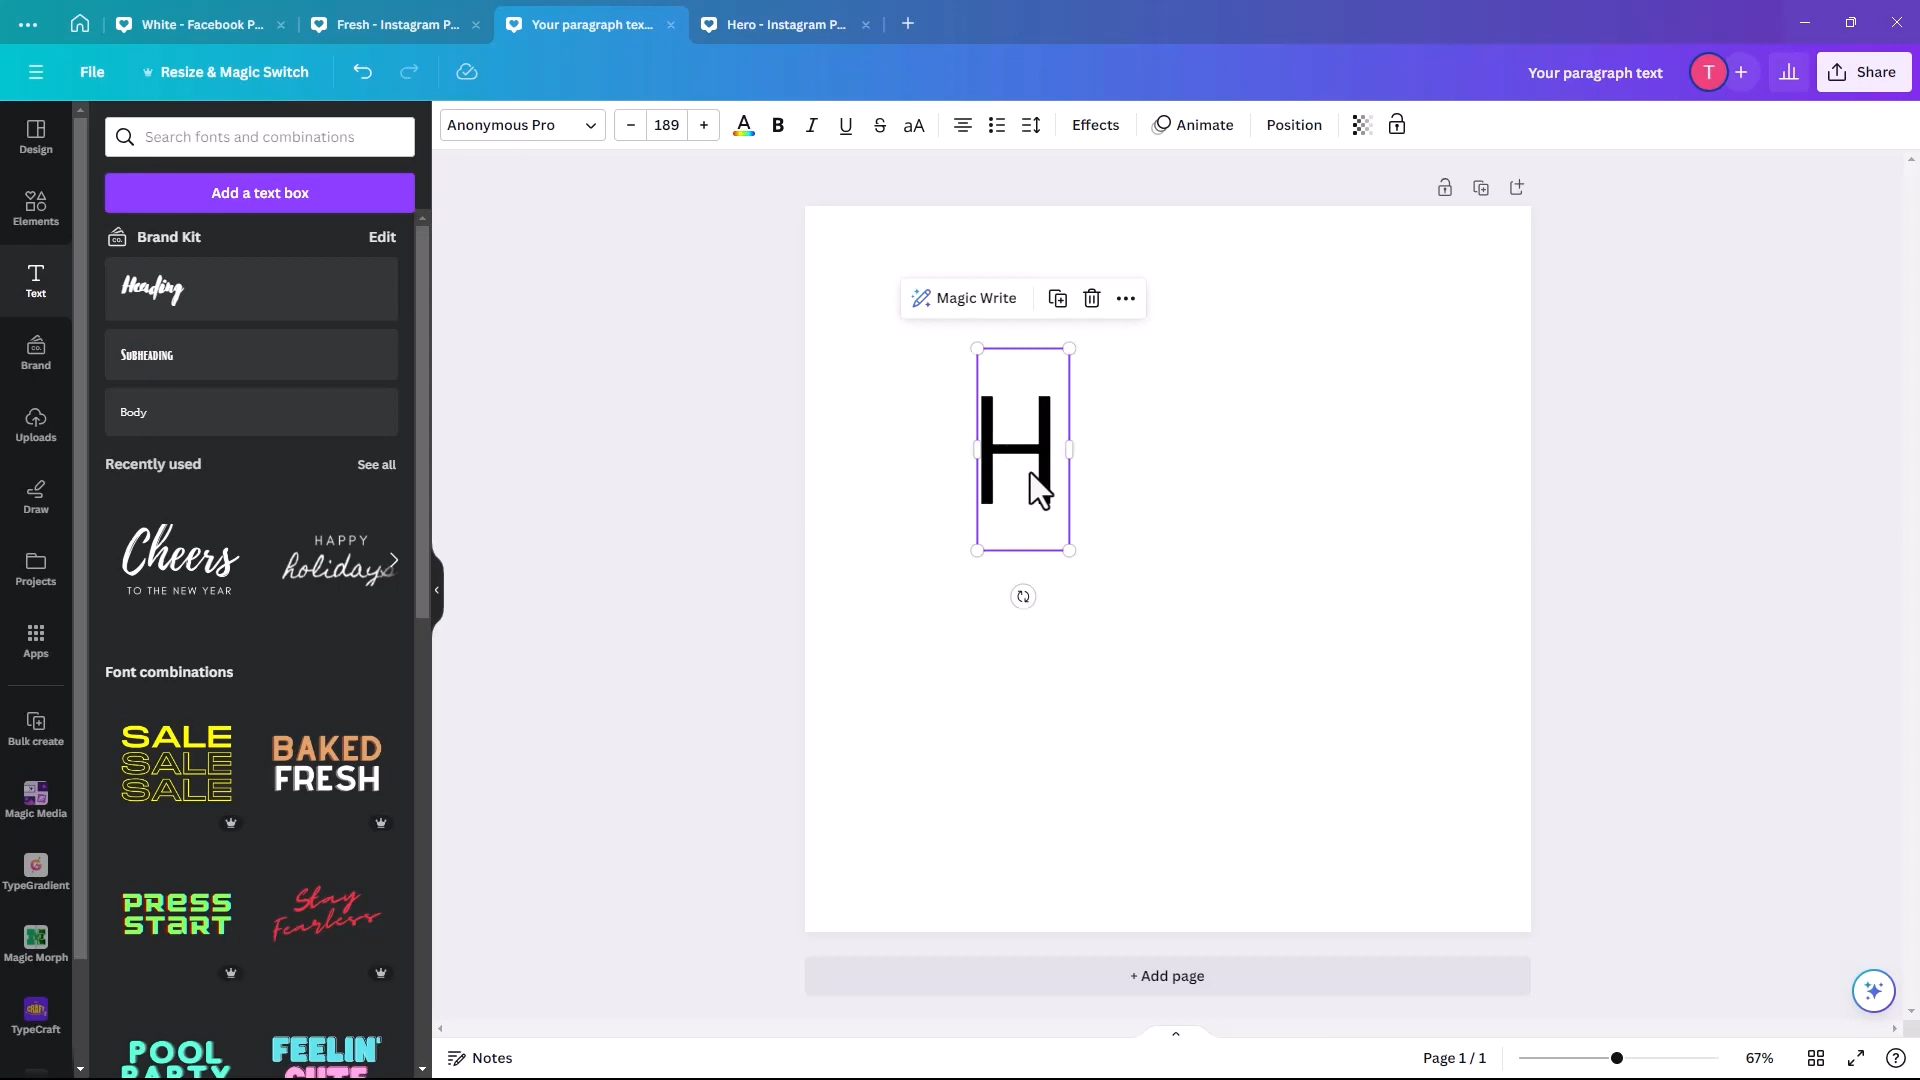 White - Facebook P...
Fresh - Instagram P...
Your paragraph tex...
Hero - Instagram P...
File
Resize & Magic Switch
Your paragraph text
T
Share
Design
Elements
Text
Brand
Uploads
Draw
Projects
Apps
Bulk create
Magic Media
TypeGradient
Magic Morph
TypeCraft
Search fonts and combinations
Add a text box
Brand Kit
Edit
Heading
Subheading
Body
Recently used
See all
Cheers
TO THE NEW YEAR
HAPPY
holidays
Font combinations
SALE
SALE
SALE
BAKED
FRESH
PRESS
START
Stay
Fearless
POOL
PARTY
FEELIN'
CUTE
Anonymous Pro
- 189 +
A B I U S aA
Effects
Animate
Position
Magic Write
H
+ Add page
Notes
Page 1 / 1
67%